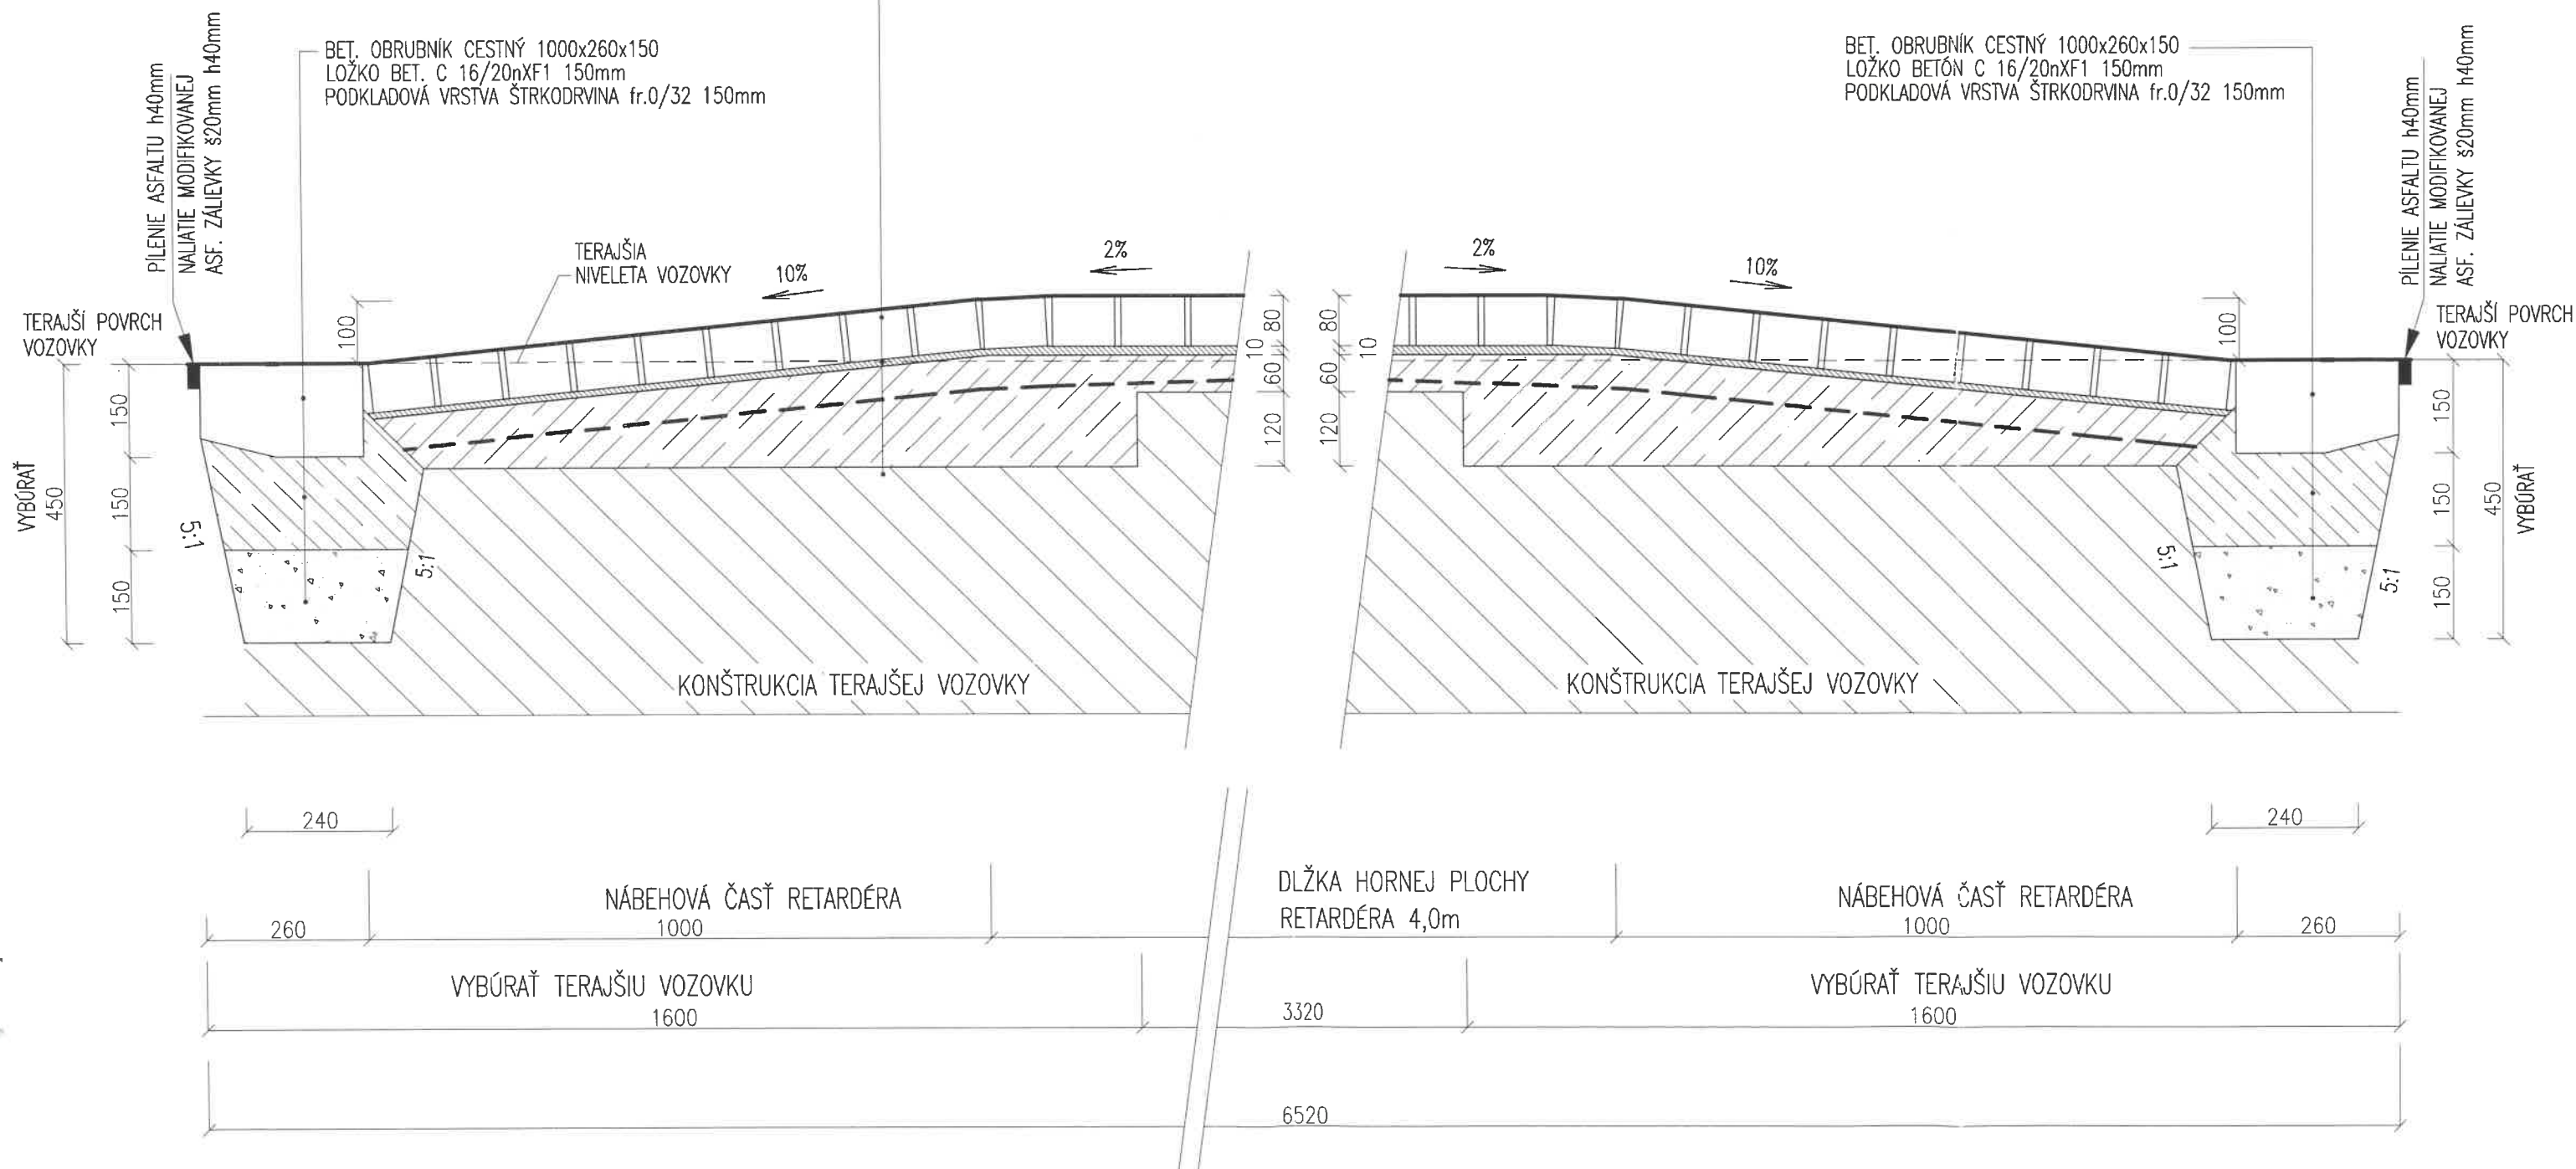 BET. OBRUBNÍK CESTNÝ 1000x260x150
LOŽKO BET. C 16/20nXF1 150mm
PODKLADOVÁ VRSTVA ŠTRKODRVINA fr.0/32 150mm
BET. OBRUBNÍK CESTNÝ 1000x260x150
LOŽKO BETÓN C 16/20nXF1 150mm
PODKLADOVÁ VRSTVA ŠTRKODRVINA fr.0/32 150mm
PÍLENIE ASFALTU h40mm
NALIATIE MODIFIKOVANEJ
ASF. ZÁLIEVKY š20mm h40mm
PÍLENIE ASFALTU h40mm
NALIATIE MODIFIKOVANEJ
ASF. ZÁLIEVKY š20mm h40mm
TERAJŠIA
NIVELETA VOZOVKY
10%
2%
2%
10%
TERAJŠÍ POVRCH
VOZOVKY
TERAJŠÍ POVRCH
VOZOVKY
100
80
10
60
120
80
10
60
120
100
VYBÚRAŤ
450
150
150
150
5:1
5:1
5:1
5:1
150
150
150
450
VYBÚRAŤ
KONŠTRUKCIA TERAJŠEJ VOZOVKY
KONŠTRUKCIA TERAJŠEJ VOZOVKY
240
240
260
NÁBEHOVÁ ČASŤ RETARDÉRA
1000
DLŽKA HORNEJ PLOCHY
RETARDÉRA 4,0m
NÁBEHOVÁ ČASŤ RETARDÉRA
1000
260
VYBÚRAŤ TERAJŠIU VOZOVKU
1600
3320
VYBÚRAŤ TERAJŠIU VOZOVKU
1600
6520